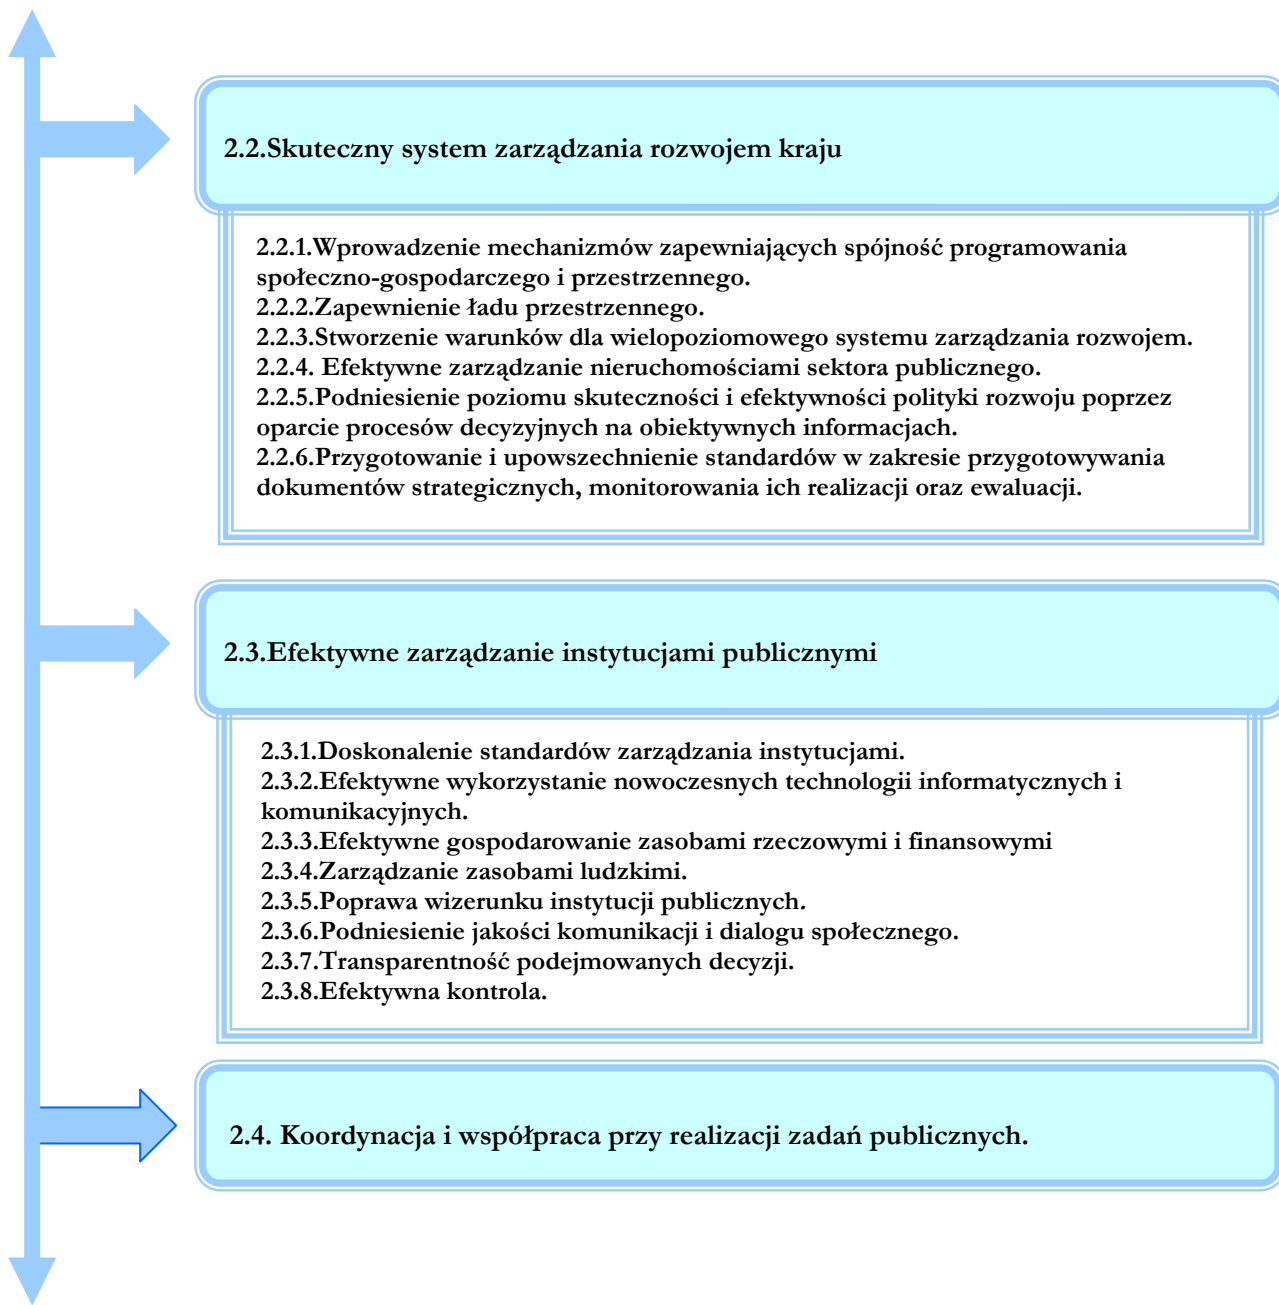 2.2.Skuteczny system zarządzania rozwojem kraju
2.2.1.Wprowadzenie mechanizmów zapewniających spójność programowania
społeczno-gospodarczego i przestrzennego.
2.2.2.Zapewnienie ładu przestrzennego.
2.2.3.Stworzenie warunków dla wielopoziomowego systemu zarządzania rozwojem.
2.2.4. Efektywne zarządzanie nieruchomościami sektora publicznego.
2.2.5.Podniesienie poziomu skuteczności i efektywności polityki rozwoju poprzez
oparcie procesów decyzyjnych na obiektywnych informacjach.
2.2.6.Przygotowanie i upowszechnienie standardów w zakresie przygotowywania
dokumentów strategicznych, monitorowania ich realizacji oraz ewaluacji.
2.3.Efektywne zarządzanie instytucjami publicznymi
2.3.1.Doskonalenie standardów zarządzania instytucjami.
2.3.2.Efektywne wykorzystanie nowoczesnych technologii informatycznych i
komunikacyjnych.
2.3.3.Efektywne gospodarowanie zasobami rzeczowymi i finansowymi
2.3.4.Zarządzanie zasobami ludzkimi.
2.3.5.Poprawa wizerunku instytucji publicznych.
2.3.6.Podniesienie jakości komunikacji i dialogu społecznego.
2.3.7.Transparentność podejmowanych decyzji.
2.3.8.Efektywna kontrola.
2.4. Koordynacja i współpraca przy realizacji zadań publicznych.